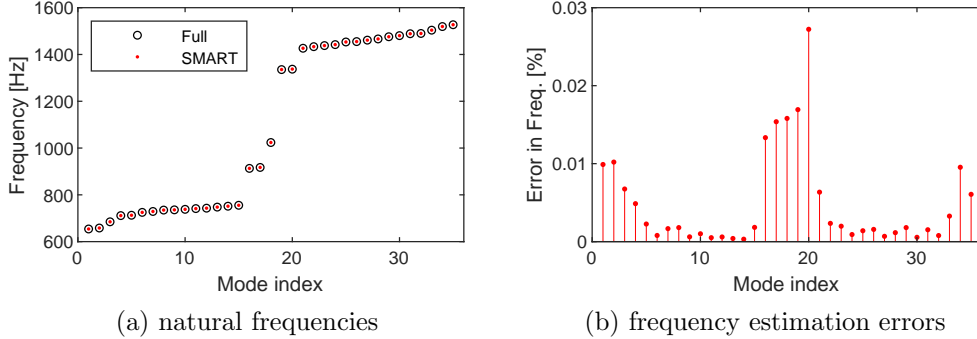 1600
1400
1200
1000
800
600
Frequency [Hz]
Full
SMART
0 10 20 30
Mode index
(a) natural frequencies
0.03
0.02
0.01
0
Error in Freq. [%]
0 10 20 30
Mode index
(b) frequency estimation errors